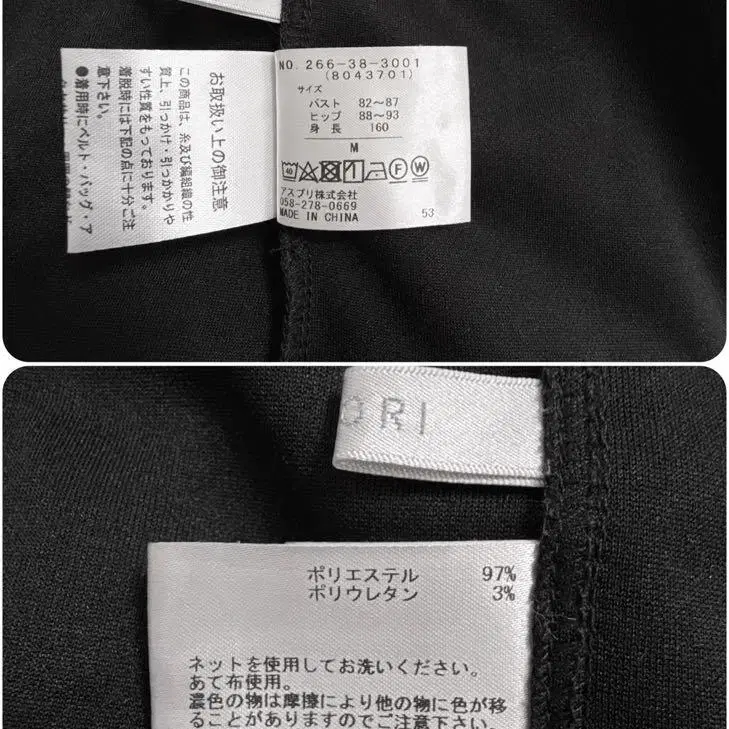 お取扱い上の御注意
この商品は、糸及び編組織の性
質上、引っかけ・引っかかりや
すい性質をもっております。
着脱時には下記の点に十分ご注
意下さい。
●着用時にベルト・バッグ・ア
NO. 266-38-3001
(8043701)
サイズ
バスト 82〜87
ヒップ 88〜93
身長 160
M
40
F W
アスプリ株式会社
058-278-0669
MADE IN CHINA 53
ORI
ポリエステル 97%
ポリウレタン 3%
ネットを使用してお洗いください。
あて布使用。
濃色の物は摩擦により他の物に色が移
ることがありますのでご注意下さい。